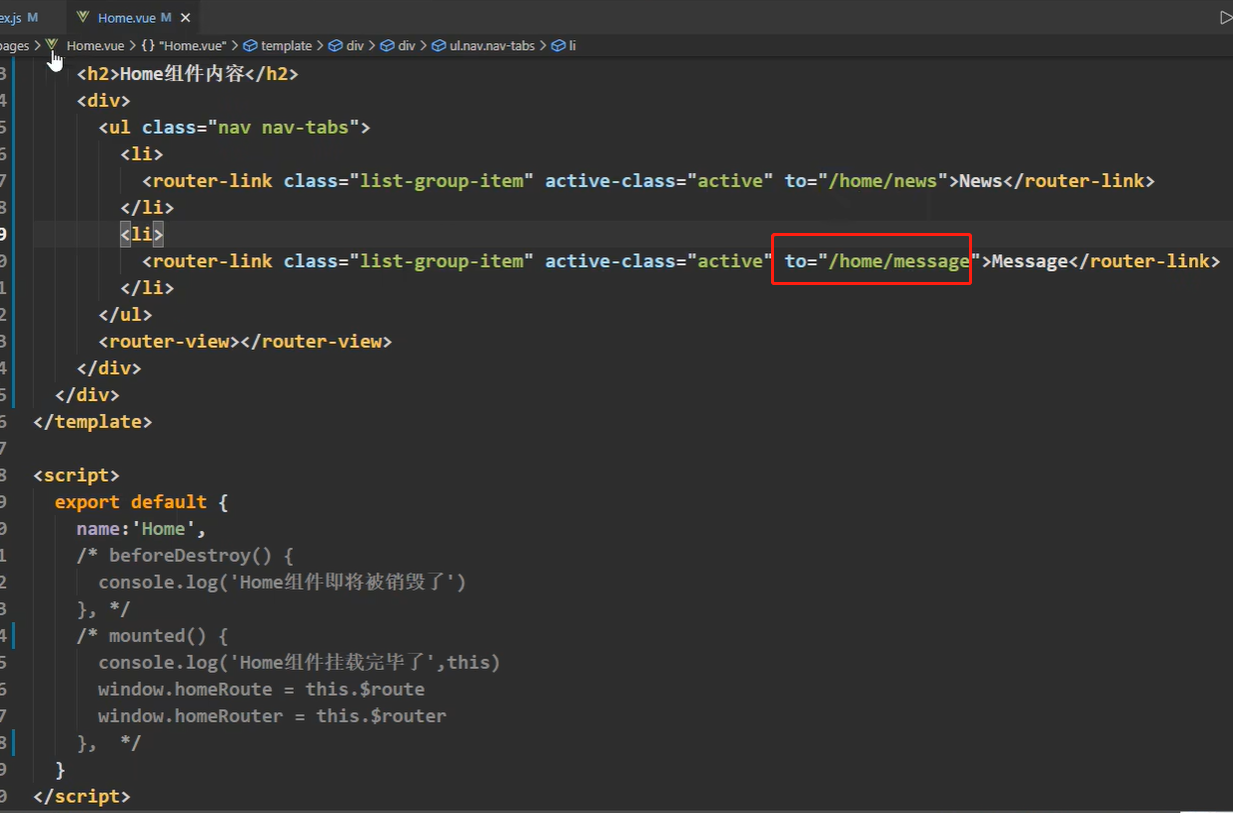 ex.js M Home.vue M ×
pages > Home.vue > {} "Home.vue" > template > div > div > ul.nav.nav-tabs > li
3 <h2>Home组件内容</h2>
4 <div>
5 <ul class="nav nav-tabs">
6 <li>
7 <router-link class="list-group-item" active-class="active" to="/home/news">News</router-link>
8 </li>
9 <li>
0 <router-link class="list-group-item" active-class="active" to="/home/message">Message</router-link>
1 </li>
2 </ul>
3 <router-view></router-view>
4 </div>
5 </div>
6 </template>
7
8 <script>
9 export default {
0 name:'Home',
1 /* beforeDestroy() {
2 console.log('Home组件即将被销毁了')
3 }, */
4 /* mounted() {
5 console.log('Home组件挂载完毕了',this)
6 window.homeRoute = this.$route
7 window.homeRouter = this.$router
8 },  */
9 }
0 </script>